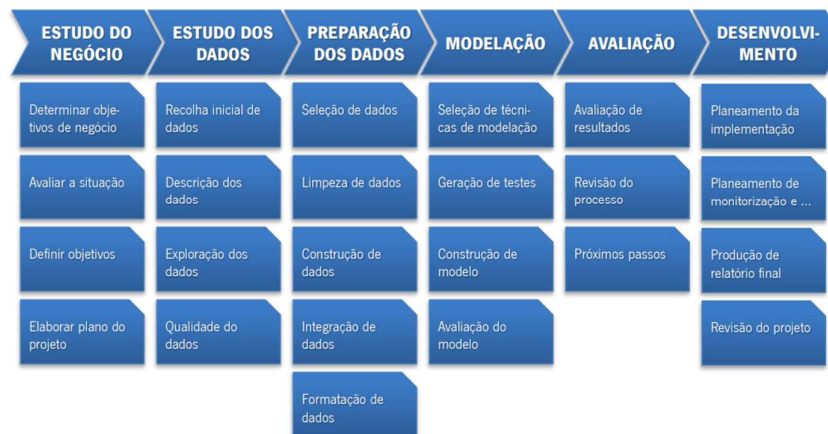 ESTUDO DO
NEGÓCIO
ESTUDO DOS
DADOS
PREPARAÇÃO
DOS DADOS
MODELAÇÃO
AVALIAÇÃO
DESENVOLVI-
MENTO
Determinar obje-
tivos de negócio
Avaliar a situação
Definir objetivos
Elaborar plano do
projeto
Recolha inicial de
dados
Descrição dos
dados
Exploração dos
dados
Qualidade do
dados
Seleção de dados
Limpeza de dados
Construção de
dados
Integração de
dados
Formatação de
dados
Seleção de técni-
cas de modelação
Geração de testes
Construção de
modelo
Avaliação do
modelo
Avaliação de
resultados
Revisão do
processo
Próximos passos
Planeamento da
implementação
Planeamento de
monitorização e ...
Produção de
relatório final
Revisão do projeto